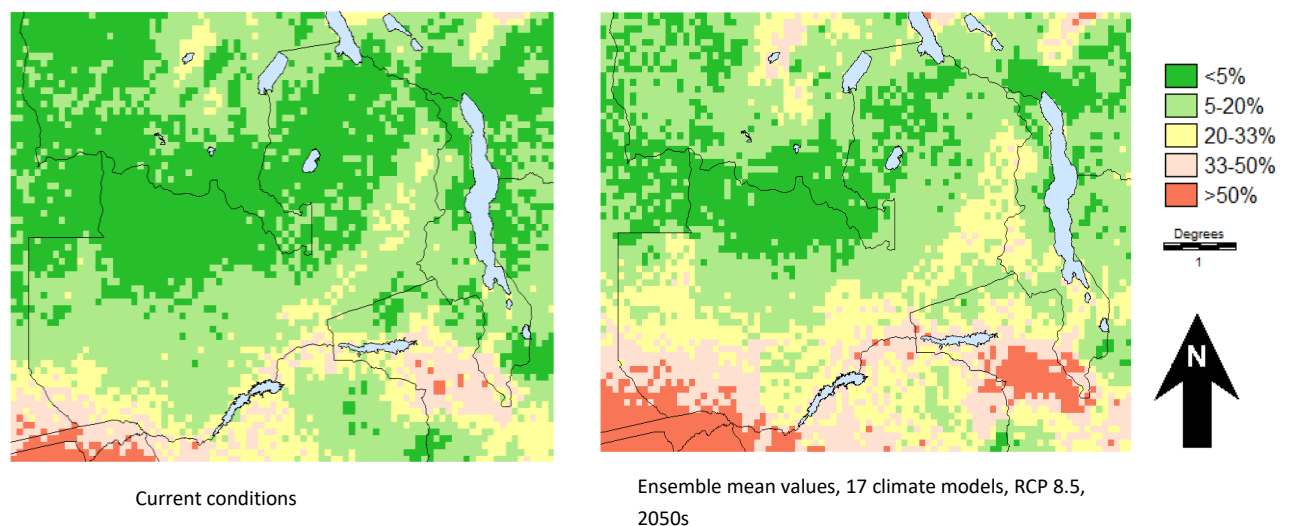 <5%
5-20%
20-33%
33-50%
>50%
Degrees
1
N
Current conditions
Ensemble mean values, 17 climate models, RCP 8.5,
2050s